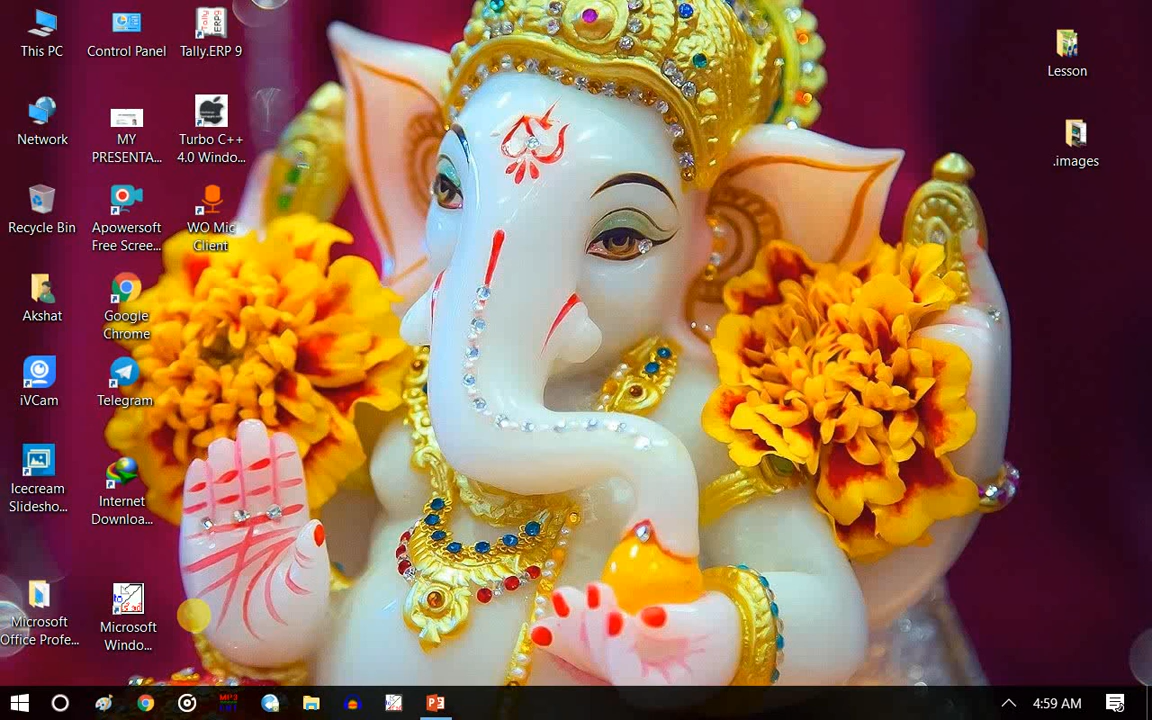 This PC
Control Panel
Tally.ERP 9
Lesson
Network
MY
PRESENTA...
Turbo C++
4.0 Windo...
.images
Recycle Bin
Apowersoft
Free Scree...
WO Mic
Client
Akshat
Google
Chrome
iVCam
Telegram
Icecream
Slidesho...
Internet
Downloa...
Microsoft
Office Profe...
Microsoft
Windo...
4:59 AM